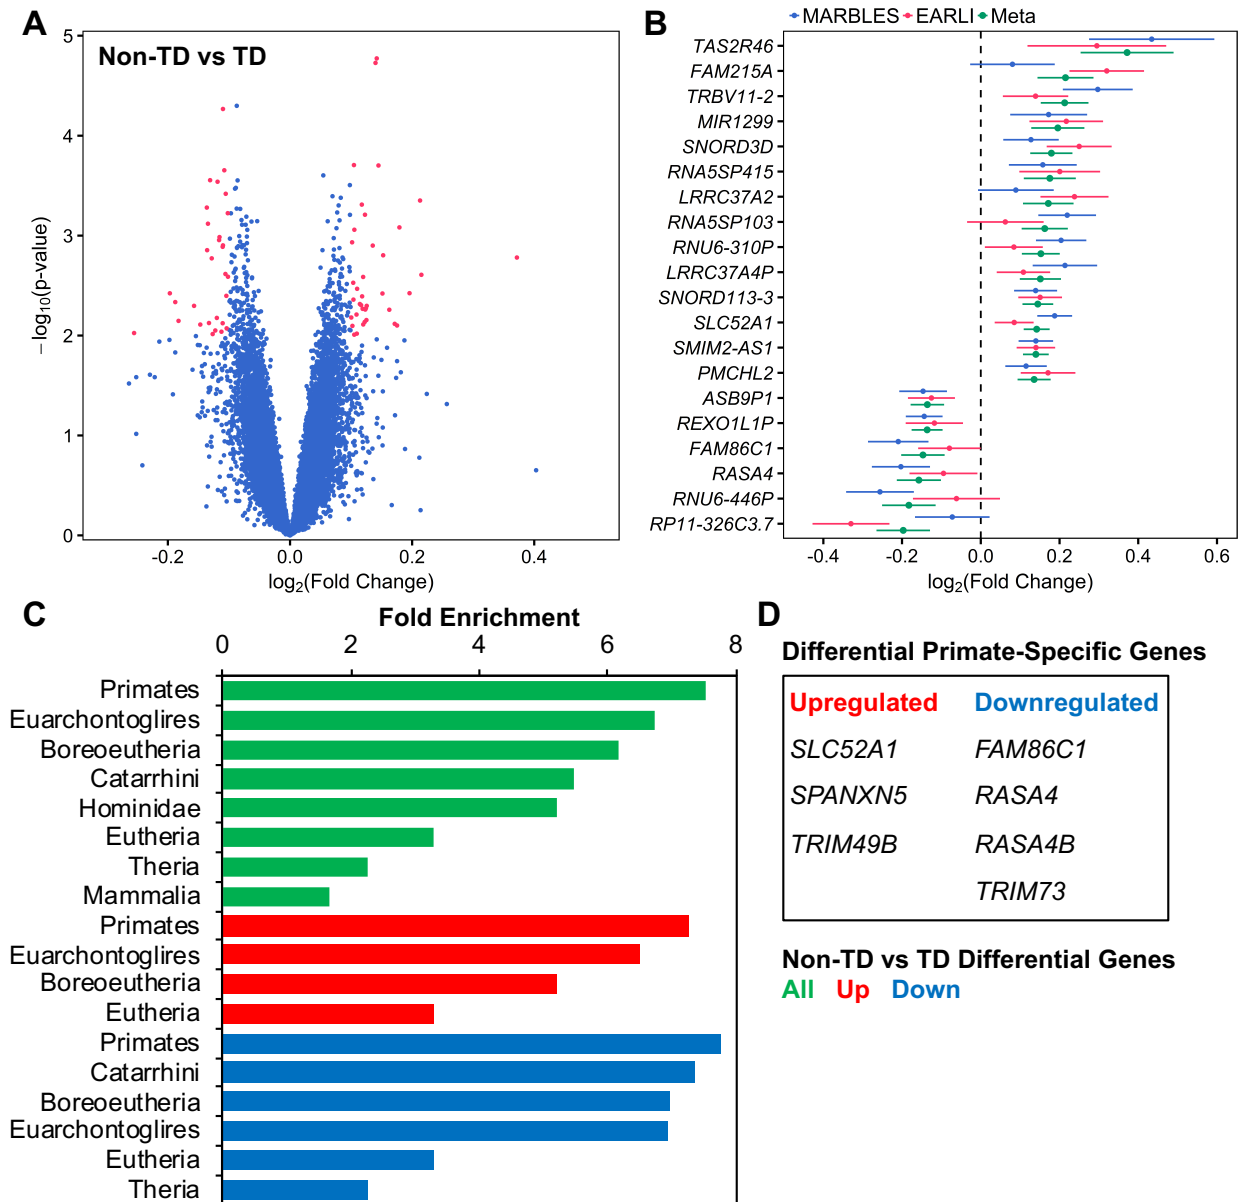 A
Non-TD vs TD
5
4
3
2
1
0
− log10(p-value)
-0.2
0.0
0.2
0.4
log2(Fold Change)
B
MARBLES EARLI Meta
TAS2R46
FAM215A
TRBV11-2
MIR1299
SNORD3D
RNA5SP415
LRRC37A2
RNA5SP103
RNU6-310P
LRRC37A4P
SNORD113-3
SLC52A1
SMIM2-AS1
PMCHL2
ASB9P1
REXO1L1P
FAM86C1
RASA4
RNU6-446P
RP11-326C3.7
-0.4
-0.2
0.0
0.2
0.4
0.6
log2(Fold Change)
C
Fold Enrichment
0
2
4
6
8
Primates
Euarchontoglires
Boreoeutheria
Catarrhini
Hominidae
Eutheria
Theria
Mammalia
Primates
Euarchontoglires
Boreoeutheria
Eutheria
Primates
Catarrhini
Boreoeutheria
Euarchontoglires
Eutheria
Theria
D
Differential Primate-Specific Genes
Upregulated Downregulated
SLC52A1 FAM86C1
SPANXN5 RASA4
TRIM49B RASA4B
TRIM73
Non-TD vs TD Differential Genes
All Up Down